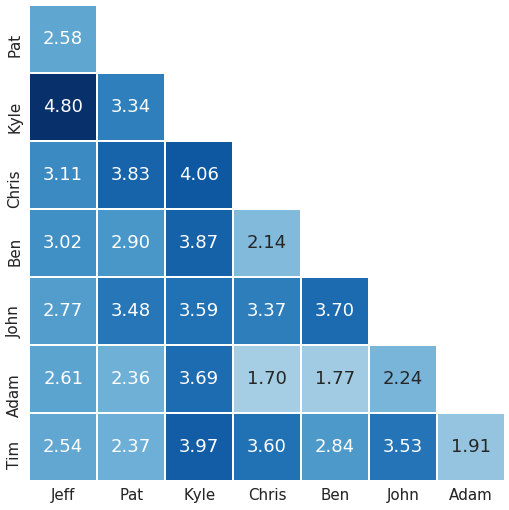 Pat 2.58
Kyle 4.80 3.34
Chris 3.11 3.83 4.06
Ben 3.02 2.90 3.87 2.14
John 2.77 3.48 3.59 3.37 3.70
Adam 2.61 2.36 3.69 1.70 1.77 2.24
Tim 2.54 2.37 3.97 3.60 2.84 3.53 1.91
Jeff Pat Kyle Chris Ben John Adam